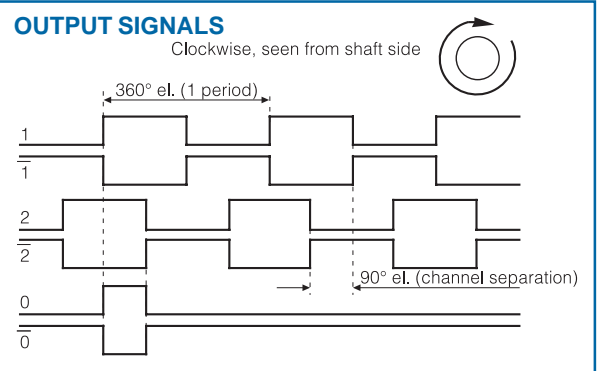 OUTPUT SIGNALS
Clockwise, seen from shaft side
360° el. (1 period)
1
1̅
2
2̅
90° el. (channel separation)
0
0̅